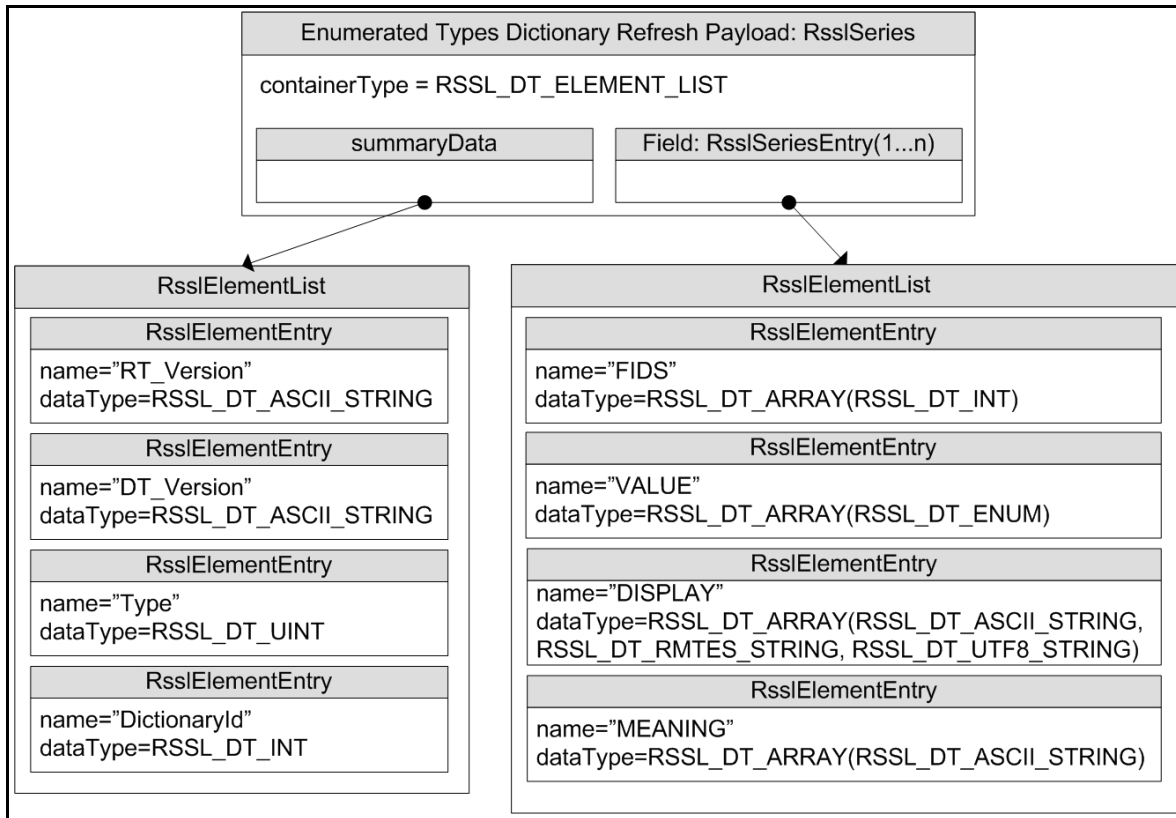 Enumerated Types Dictionary Refresh Payload: RsslSeries
containerType = RSSL_DT_ELEMENT_LIST
summaryData
Field: RsslSeriesEntry(1...n)
RsslElementList
RsslElementEntry
name=”RT_Version”
dataType=RSSL_DT_ASCII_STRING
RsslElementEntry
name=”DT_Version”
dataType=RSSL_DT_ASCII_STRING
RsslElementEntry
name=”Type”
dataType=RSSL_DT_UINT
RsslElementEntry
name=”DictionaryId”
dataType=RSSL_DT_INT
RsslElementList
RsslElementEntry
name=”FIDS”
dataType=RSSL_DT_ARRAY(RSSL_DT_INT)
RsslElementEntry
name=”VALUE”
dataType=RSSL_DT_ARRAY(RSSL_DT_ENUM)
RsslElementEntry
name=”DISPLAY”
dataType=RSSL_DT_ARRAY(RSSL_DT_ASCII_STRING,
RSSL_DT_RMTES_STRING, RSSL_DT_UTF8_STRING)
RsslElementEntry
name=”MEANING”
dataType=RSSL_DT_ARRAY(RSSL_DT_ASCII_STRING)